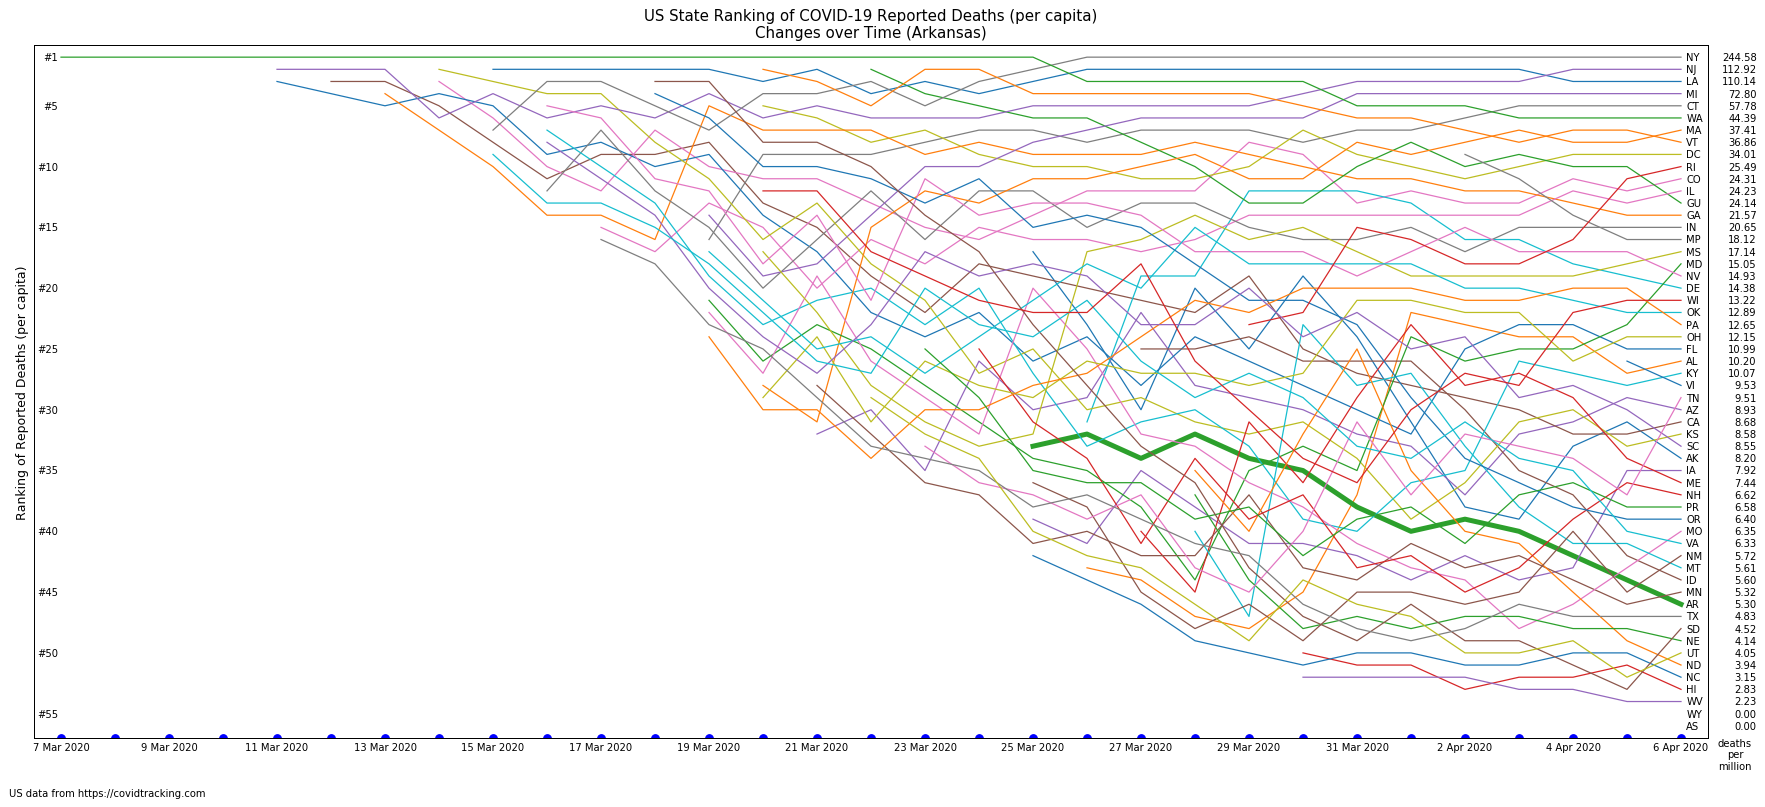 US State Ranking of COVID-19 Reported Deaths (per capita)
Changes over Time (Arkansas)
Ranking of Reported Deaths (per capita)
#1
#5
#10
#15
#20
#25
#30
#35
#40
#45
#50
#55
NY 244.58
NJ 112.92
LA 110.14
MI 72.80
CT 57.78
WA 44.39
MA 37.41
VT 36.86
DC 34.01
RI 25.49
CO 24.31
IL 24.23
GU 24.14
GA 21.57
IN 20.65
MP 18.12
MS 17.14
MD 15.05
NV 14.93
DE 14.38
WI 13.22
OK 12.89
PA 12.65
OH 12.15
FL 10.99
AL 10.20
KY 10.07
VI 9.53
TN 9.51
AZ 8.93
CA 8.68
KS 8.58
SC 8.55
AK 8.20
IA 7.92
ME 7.44
NH 6.62
PR 6.58
OR 6.40
MO 6.35
VA 6.33
NM 5.72
MT 5.61
ID 5.60
MN 5.32
AR 5.30
TX 4.83
SD 4.52
NE 4.14
UT 4.05
ND 3.94
NC 3.15
HI 2.83
WV 2.23
WY 0.00
AS 0.00
7 Mar 2020 9 Mar 2020 11 Mar 2020 13 Mar 2020 15 Mar 2020 17 Mar 2020 19 Mar 2020 21 Mar 2020 23 Mar 2020 25 Mar 2020 27 Mar 2020 29 Mar 2020 31 Mar 2020 2 Apr 2020 4 Apr 2020 6 Apr 2020
deaths
per
million
US data from https://covidtracking.com